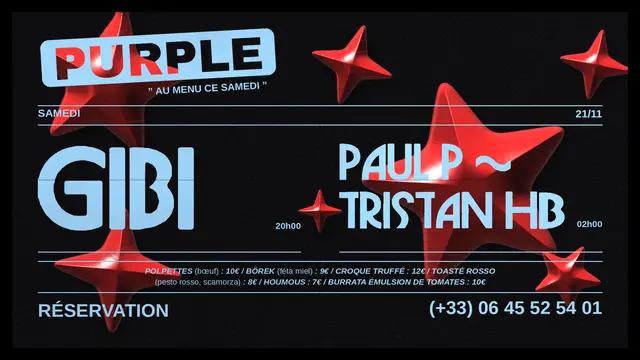 PURPLE
" AU MENU CE SAMEDI "
SAMEDI 21/11
GIBI
20h00
PAUL P ~
TRISTAN HB
02h00
POLPETTES (bœuf) : 10€ / BÖREK (féta miel) : 9€ / CROQUE TRUFFÉ : 12€ / TOASTÉ ROSSO
(pesto rosso, scamorza) : 8€ / HOUMOUS : 7€ / BURRATA ÉMULSION DE TOMATES : 10€
RÉSERVATION (+33) 06 45 52 54 01